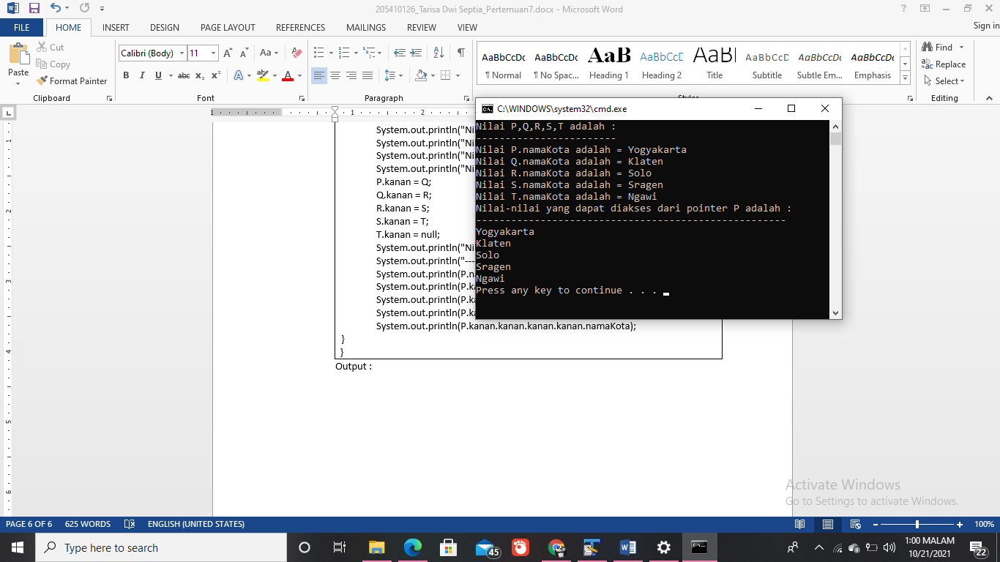 205410126_Tarisa Dwi Septia_Pertemuan7.docx - Microsoft Word
FILE HOME INSERT DESIGN PAGE LAYOUT REFERENCES MAILINGS REVIEW VIEW Sign in
Paste
Cut
Copy
Format Painter
Clipboard
Calibri (Body) 11
Font
Paragraph
AaBbCcDc AaBbCcDc AaB AaBbCcD AaB AaBbCcD AaBbCcDc AaBbCcDc
¶ Normal ¶ No Spac... Heading 1 Heading 2 Title Subtitle Subtle Em... Emphasis
Find
Replace
Select
Editing
System.out.println("Ni
System.out.println("Ni
System.out.println("Ni
System.out.println("Ni
P.kanan = Q;
Q.kanan = R;
R.kanan = S;
S.kanan = T;
T.kanan = null;
System.out.println("Ni
System.out.println("---
System.out.println(P.n
System.out.println(P.ka
System.out.println(P.ka
System.out.println(P.ka
System.out.println(P.kanan.kanan.kanan.kanan.namaKota);
}
}
Output :
C:\WINDOWS\system32\cmd.exe
Nilai P,Q,R,S,T adalah :
------------------------
Nilai P.namaKota adalah = Yogyakarta
Nilai Q.namaKota adalah = Klaten
Nilai R.namaKota adalah = Solo
Nilai S.namaKota adalah = Sragen
Nilai T.namaKota adalah = Ngawi
Nilai-nilai yang dapat diakses dari pointer P adalah :
-----------------------------------------------------
Yogyakarta
Klaten
Solo
Sragen
Ngawi
Press any key to continue . . .
Activate Windows
Go to Settings to activate Windows.
PAGE 6 OF 6 625 WORDS ENGLISH (UNITED STATES) 100%
Type here to search
45
1:00 MALAM
10/21/2021
22